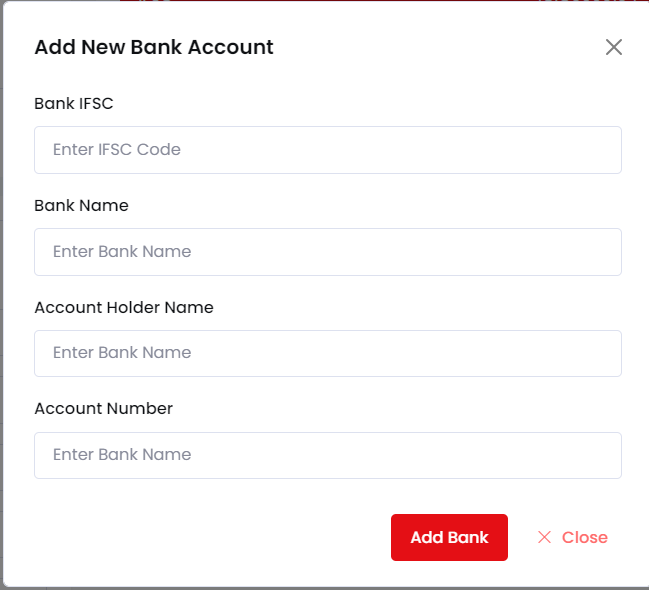 Add New Bank Account
Bank IFSC
Enter IFSC Code
Bank Name
Enter Bank Name
Account Holder Name
Enter Bank Name
Account Number
Enter Bank Name
Add Bank
Close